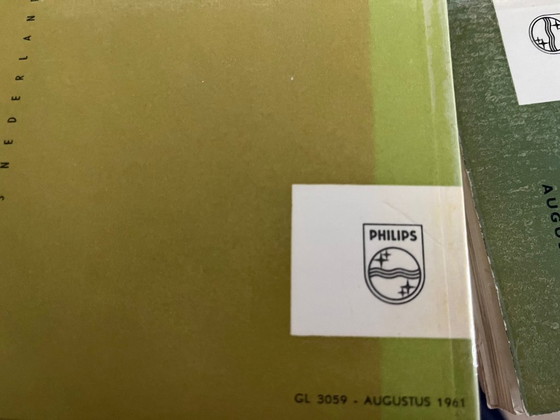 NEDERLAN
PHILIPS
GL 3059 - AUGUSTUS 1961
AUGU